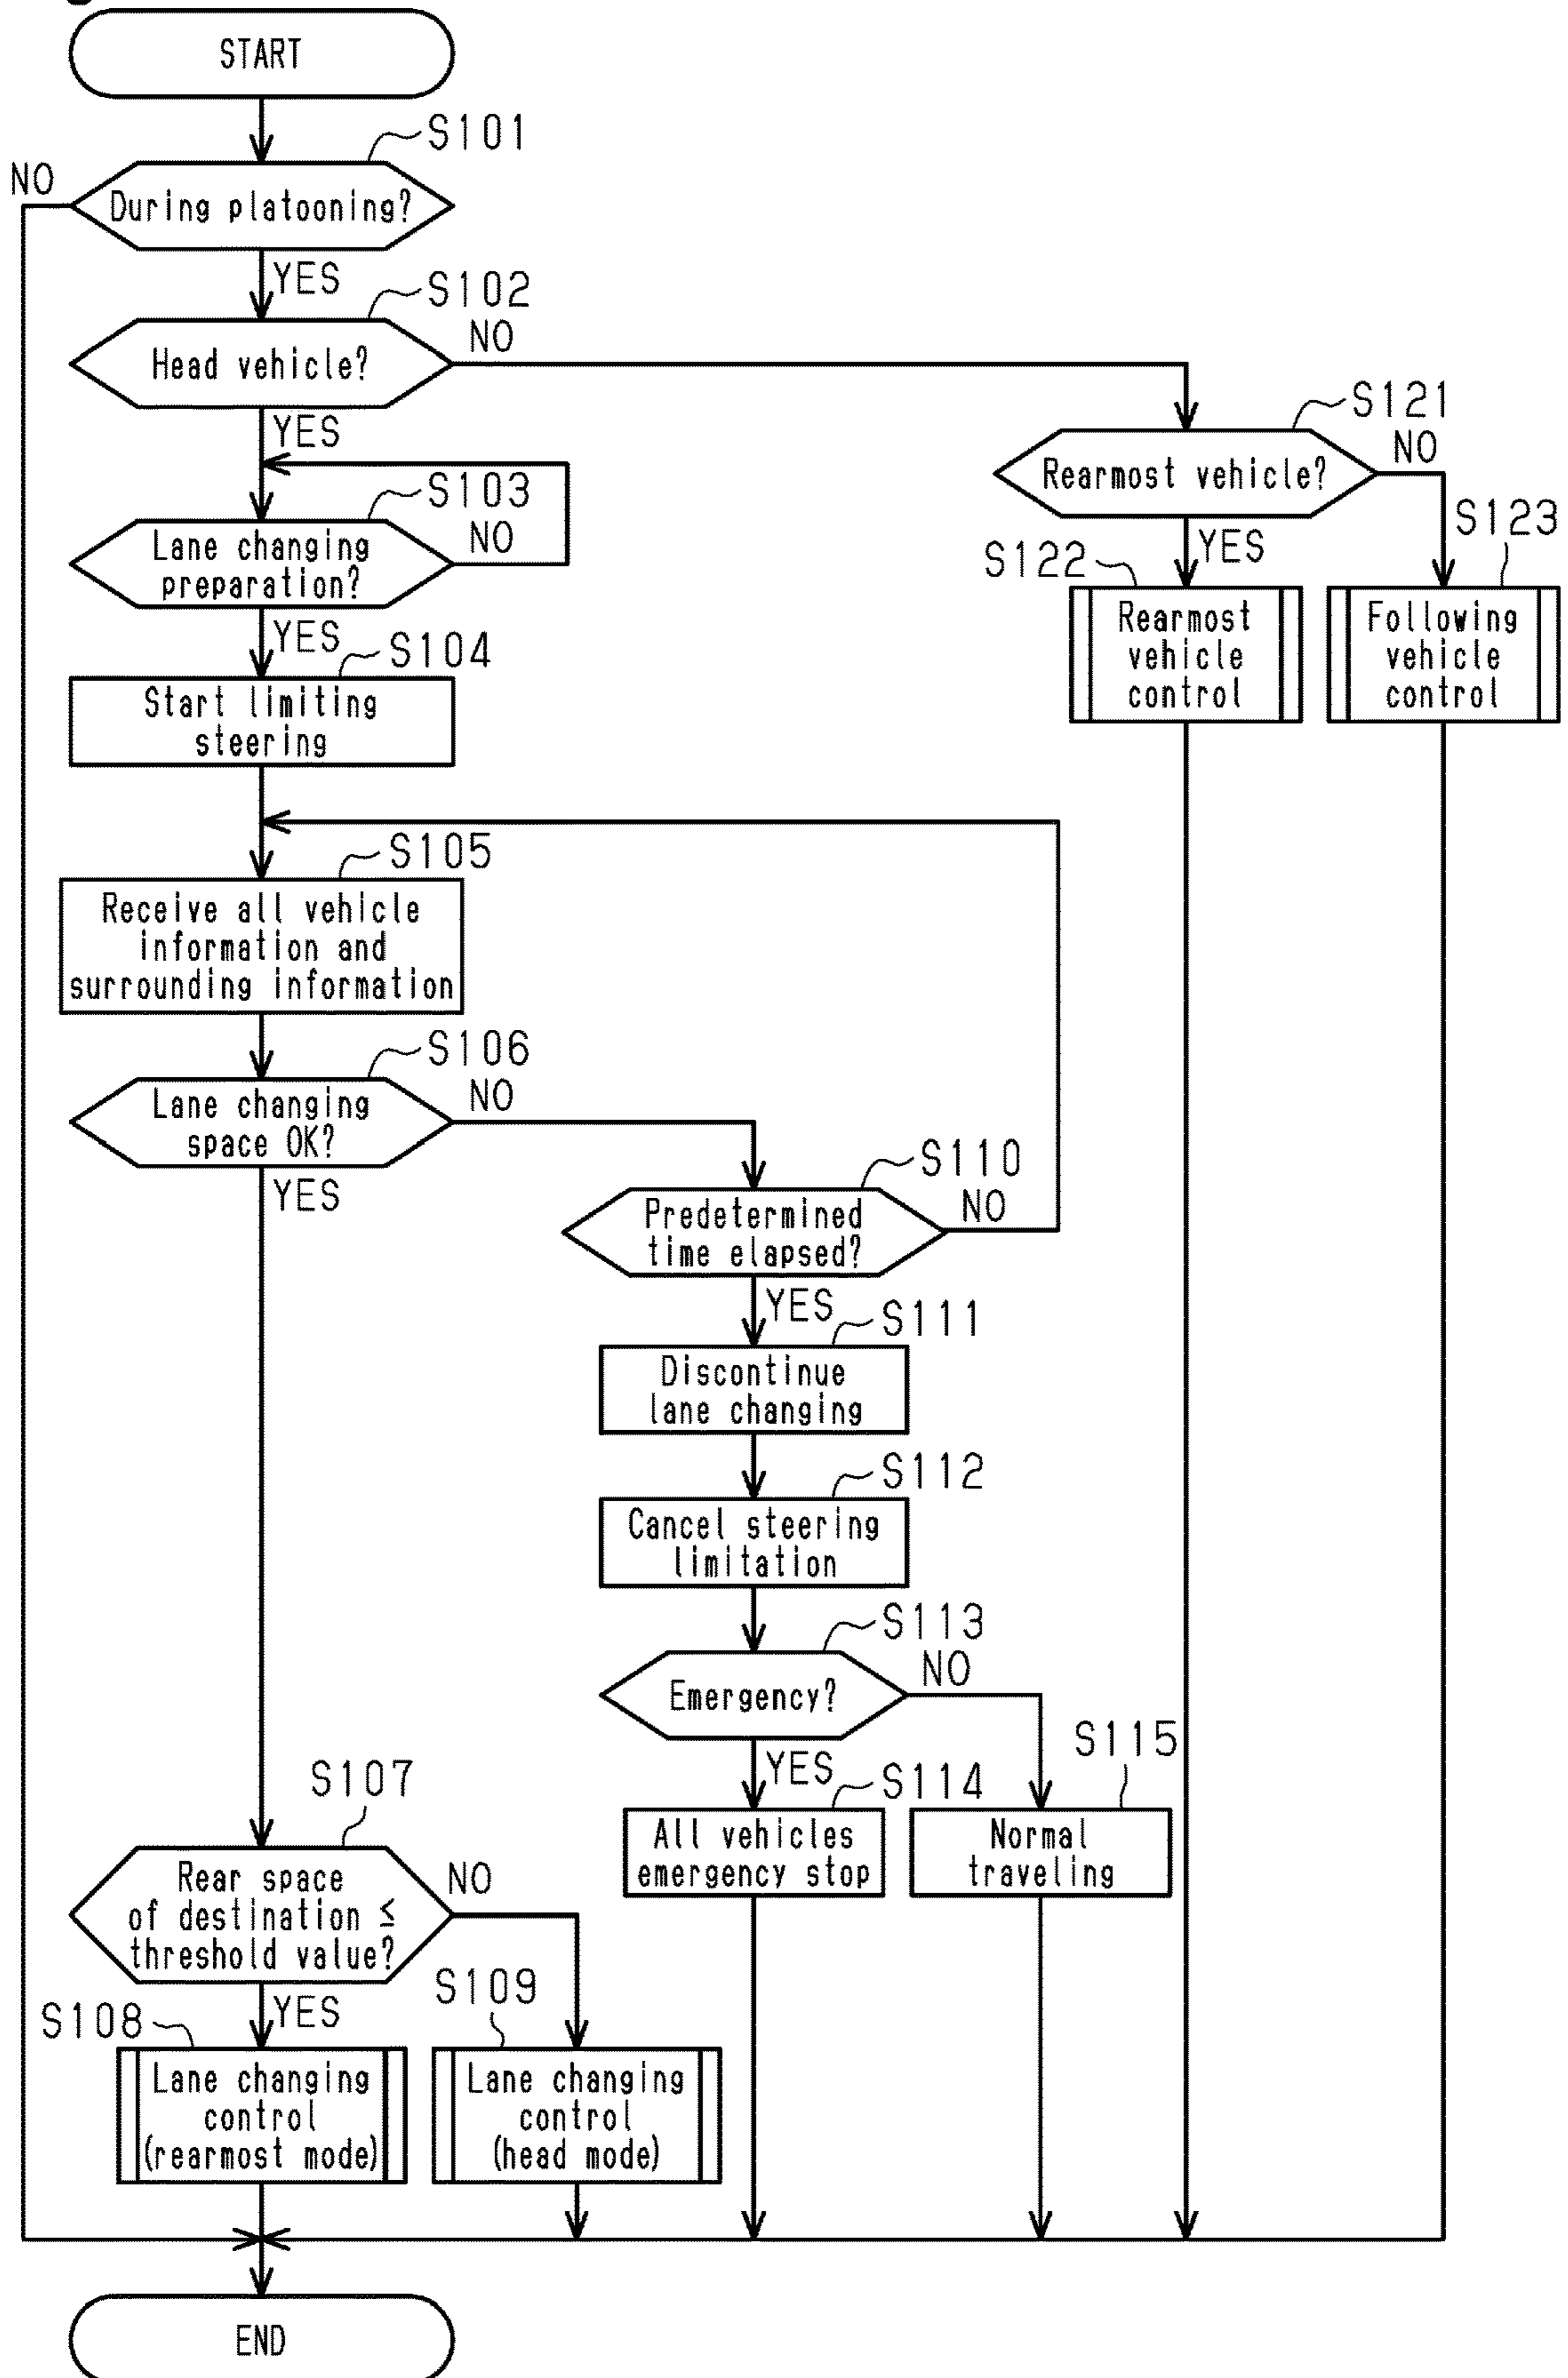 START
S101
NO
During platooning?
YES
S102
NO
Head vehicle?
S121
YES
NO
Rearmost vehicle?
S103
NO
Lane changing
preparation?
S123
S122
YES
YES
Rearmost
vehicle
control
Following
vehicle
control
S104
Start limiting
steering
S105
Receive all vehicle
information and
surrounding information
S106
NO
Lane changing
space OK?
YES
S110
NO
Predetermined
time elapsed?
YES
S111
Discontinue
lane changing
S112
Cancel steering
limitation
S113
NO
Emergency?
YES
S115
S114
All vehicles
emergency stop
Normal
traveling
S107
NO
Rear space
of destination ≤
threshold value?
S109
YES
S108
Lane changing
control
(rearmost mode)
Lane changing
control
(head mode)
END